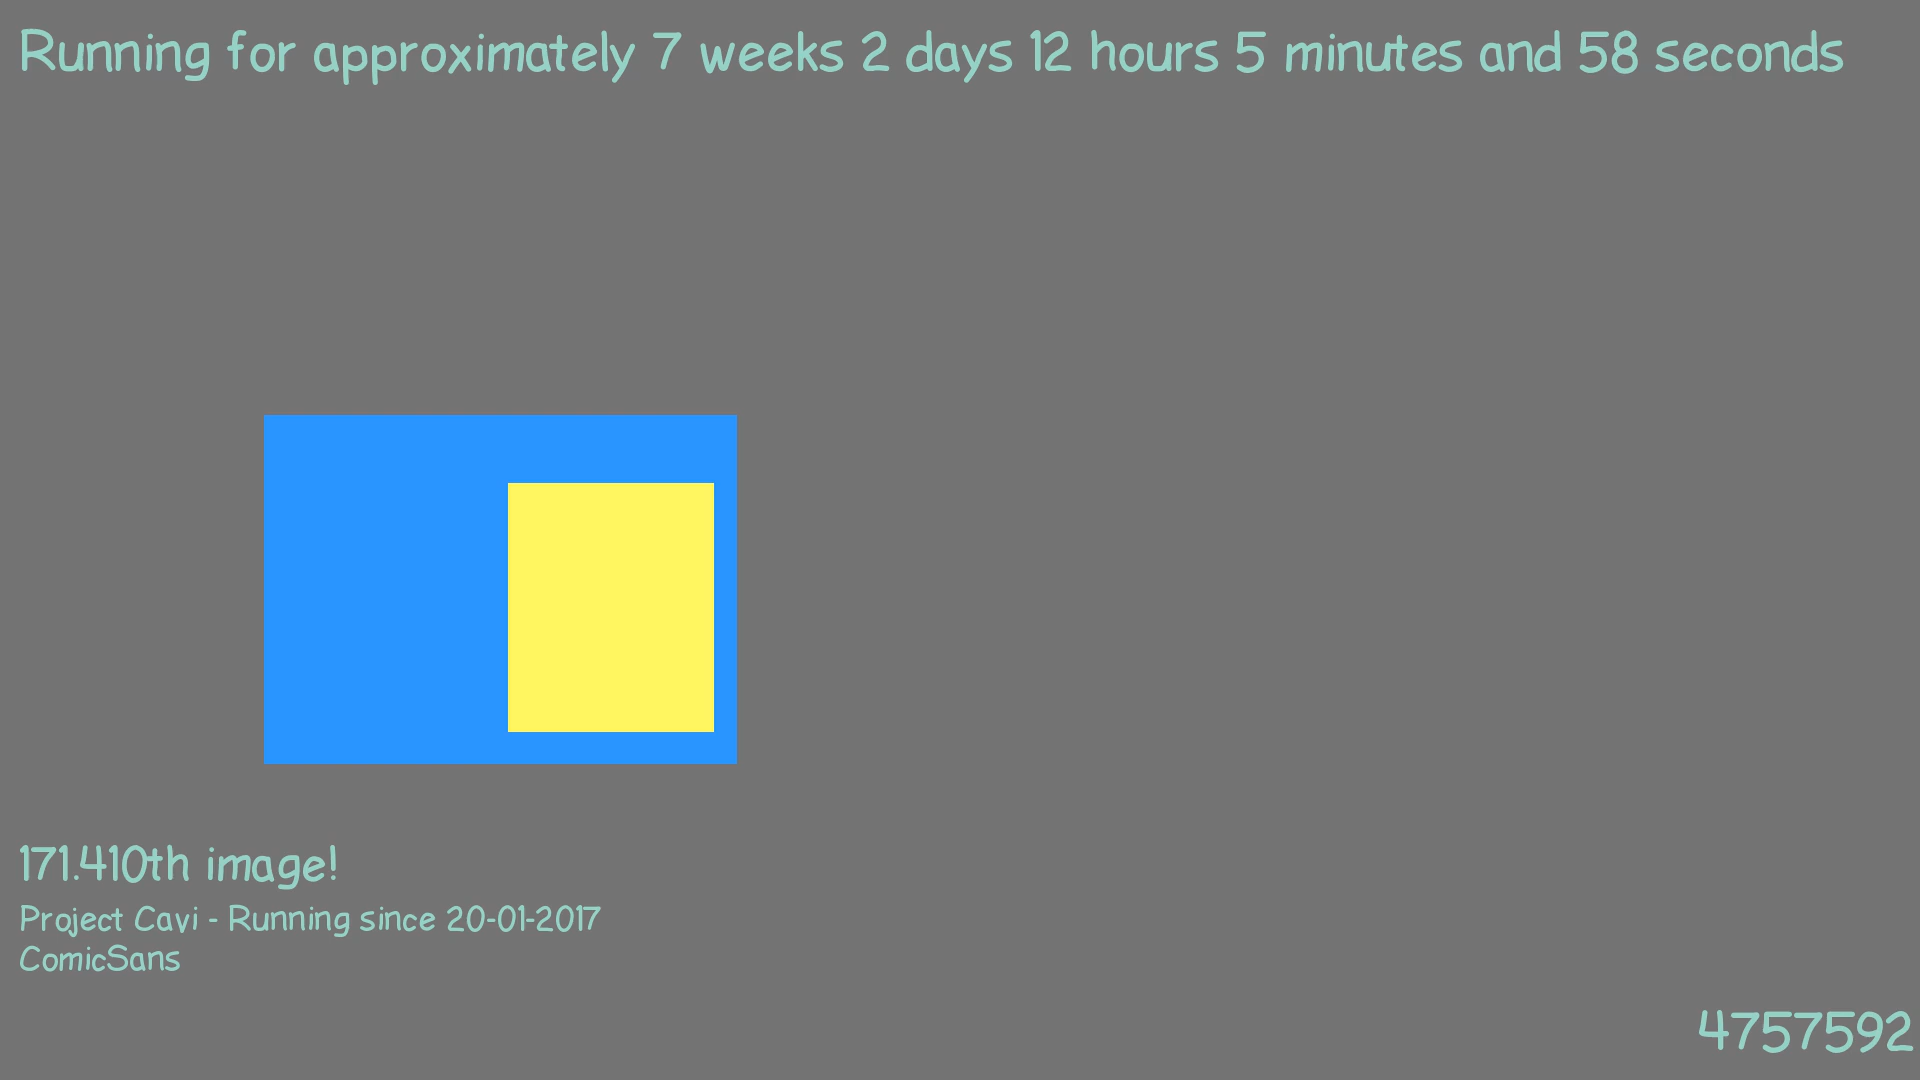 Running for approximately 7 weeks 2 days 12 hours 5 minutes and 58 seconds
171.410th image!
Project Cavi - Running since 20-01-2017
ComicSans
4757592